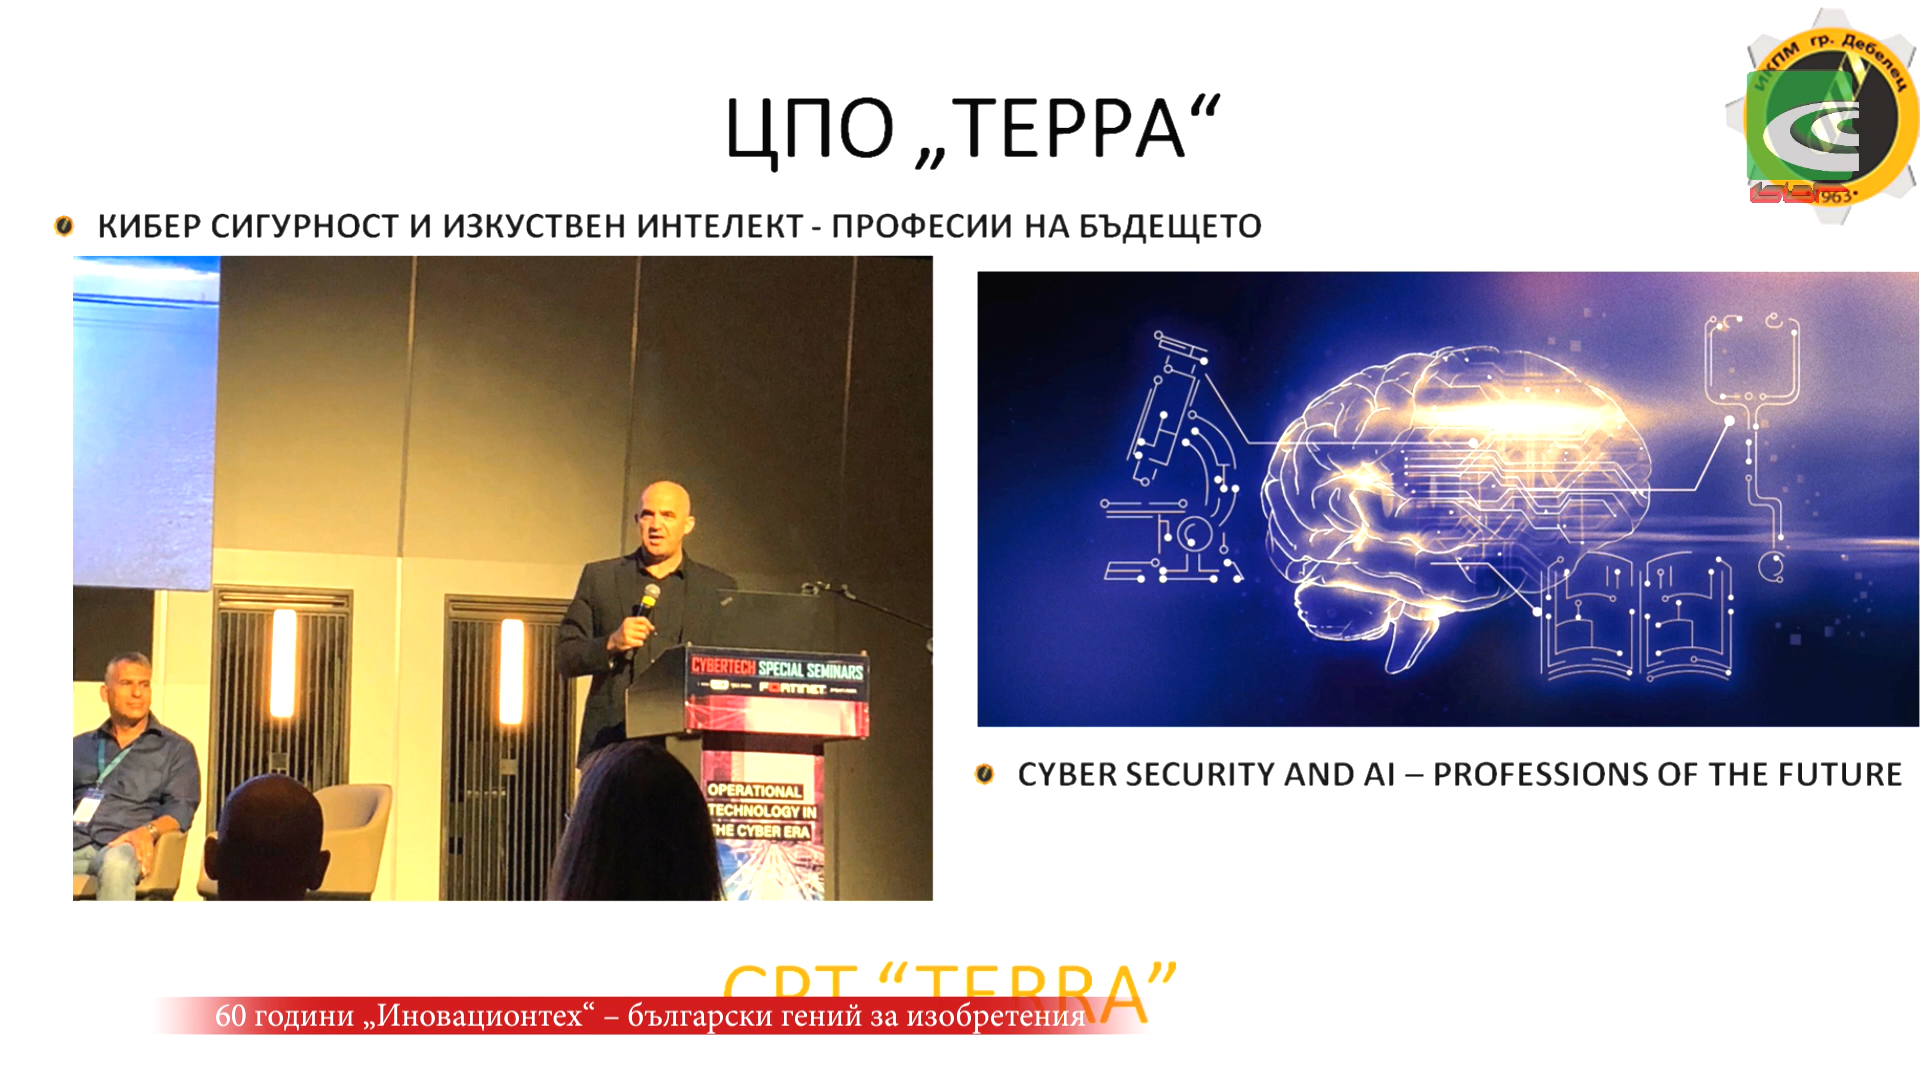 ИКПМ гр. Дебелец
1963
ЦПО „ТЕРРА“
КИБЕР СИГУРНОСТ И ИЗКУСТВЕН ИНТЕЛЕКТ - ПРОФЕСИИ НА БЪДЕЩЕТО
CYBERTECH SPECIAL SEMINARS
FORTINET
OPERATIONAL
TECHNOLOGY IN
THE CYBER ERA
CYBER SECURITY AND AI – PROFESSIONS OF THE FUTURE
CPT “TERRA”
60 години „Иновационтех“ – български гений за изобретения